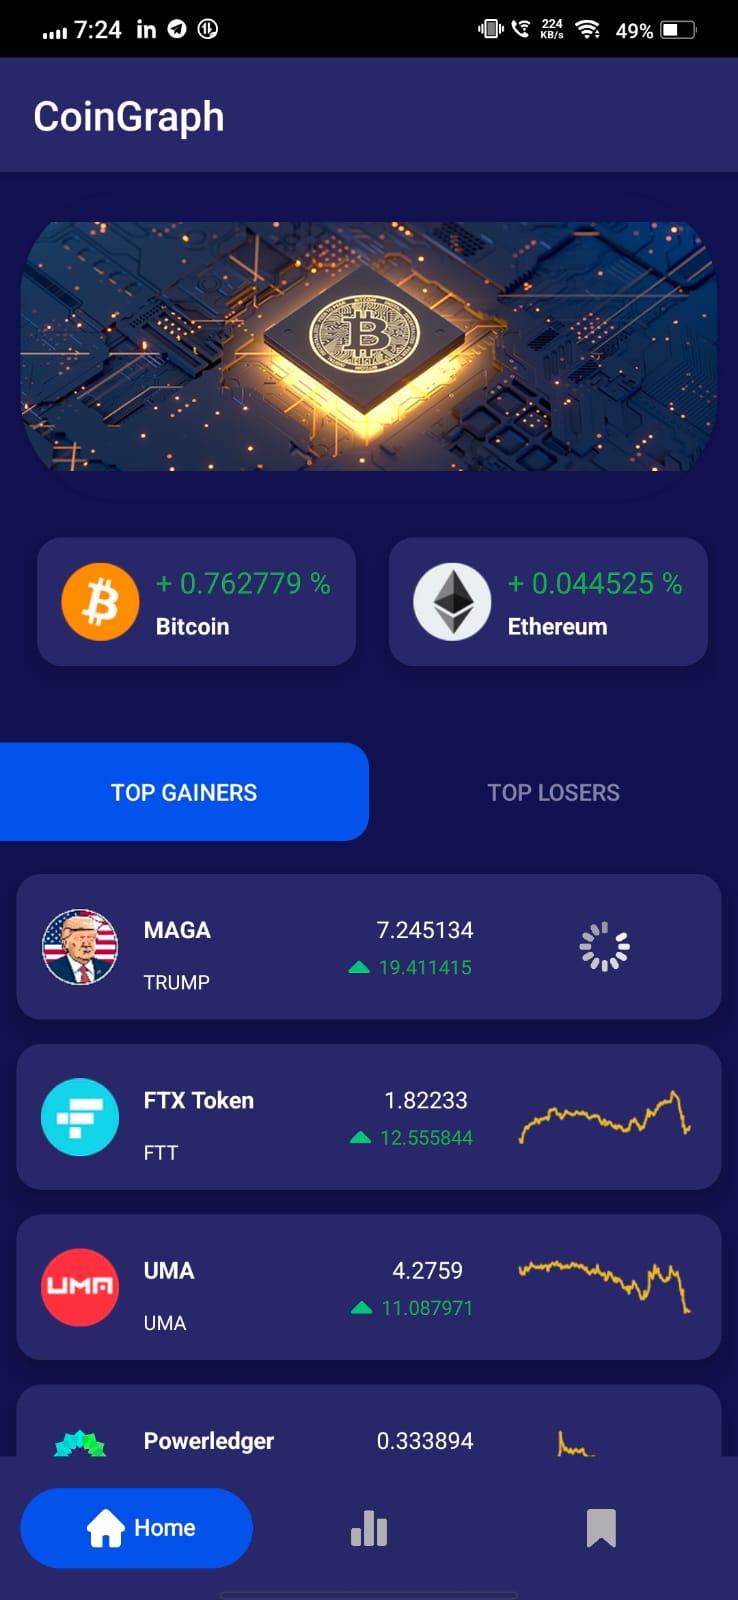 7:24 in 224 KB/s 49%
CoinGraph
+ 0.762779 %
Bitcoin
+ 0.044525 %
Ethereum
TOP GAINERS TOP LOSERS
MAGA 7.245134
19.411415
TRUMP
FTX Token 1.82233
12.555844
FTT
UMA 4.2759
UMA
11.087971
UMA
Powerledger 0.333894
Home